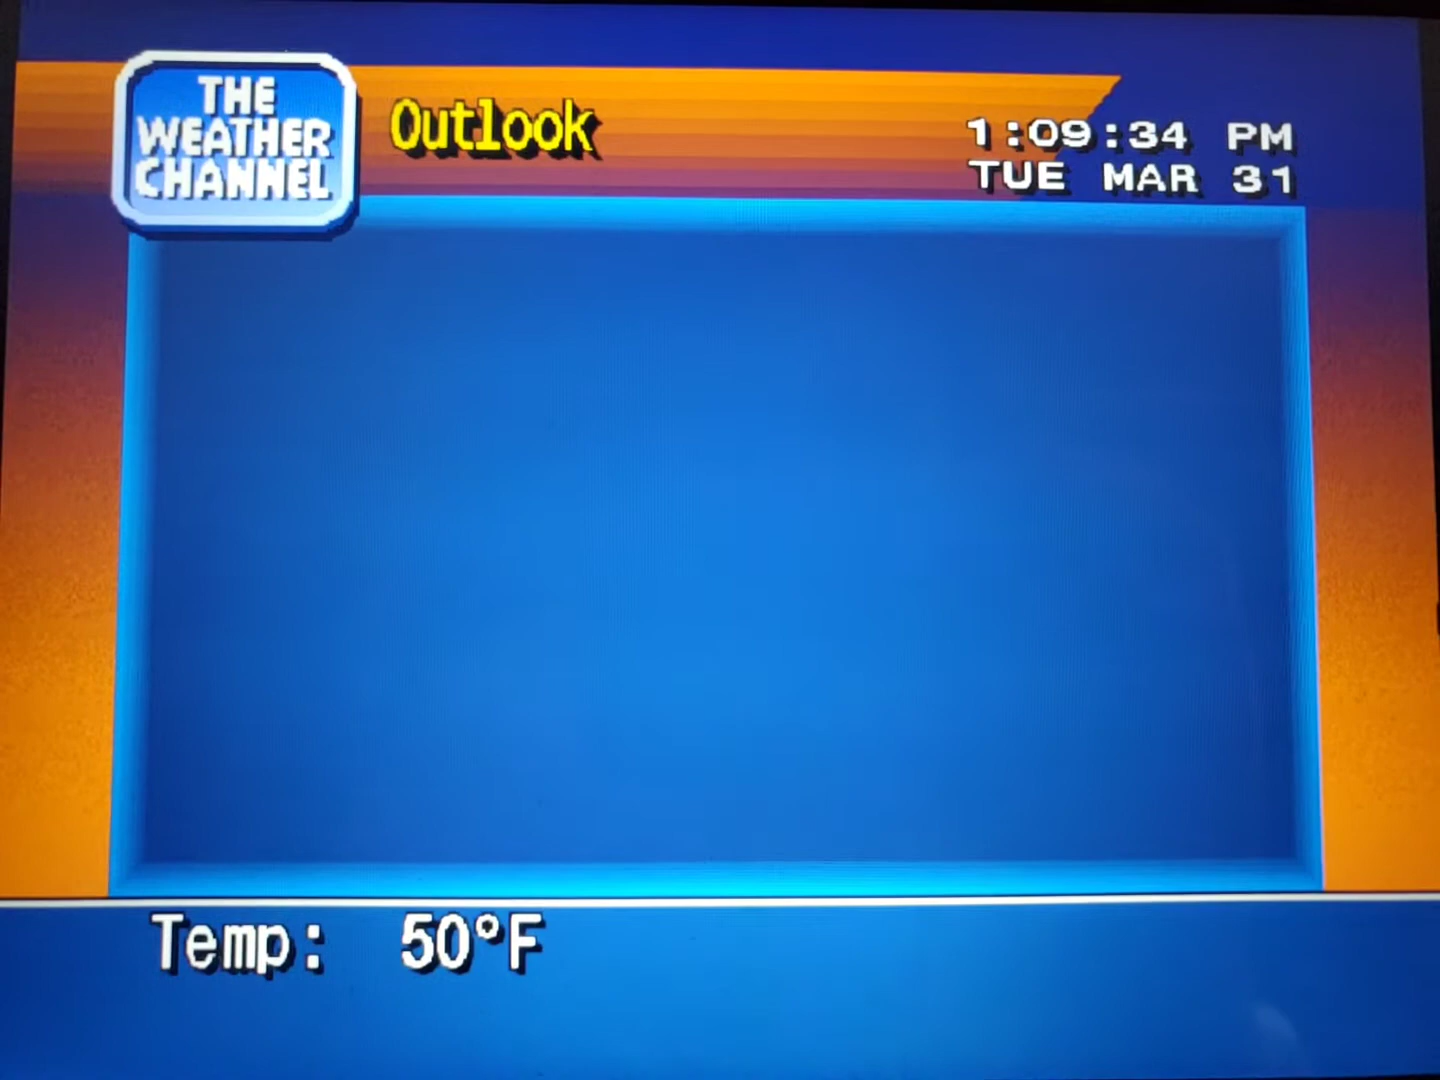 THE
WEATHER
CHANNEL
Outlook
1:09:34 PM
TUE MAR 31
Temp: 50°F